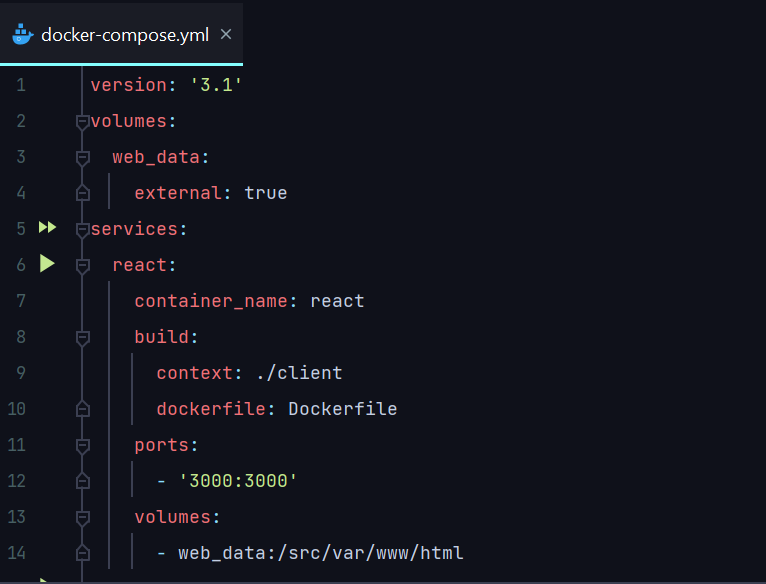 docker-compose.yml
1 version: '3.1'
2 volumes:
3   web_data:
4     external: true
5 services:
6   react:
7     container_name: react
8     build:
9       context: ./client
10       dockerfile: Dockerfile
11     ports:
12       - '3000:3000'
13     volumes:
14       - web_data:/src/var/www/html